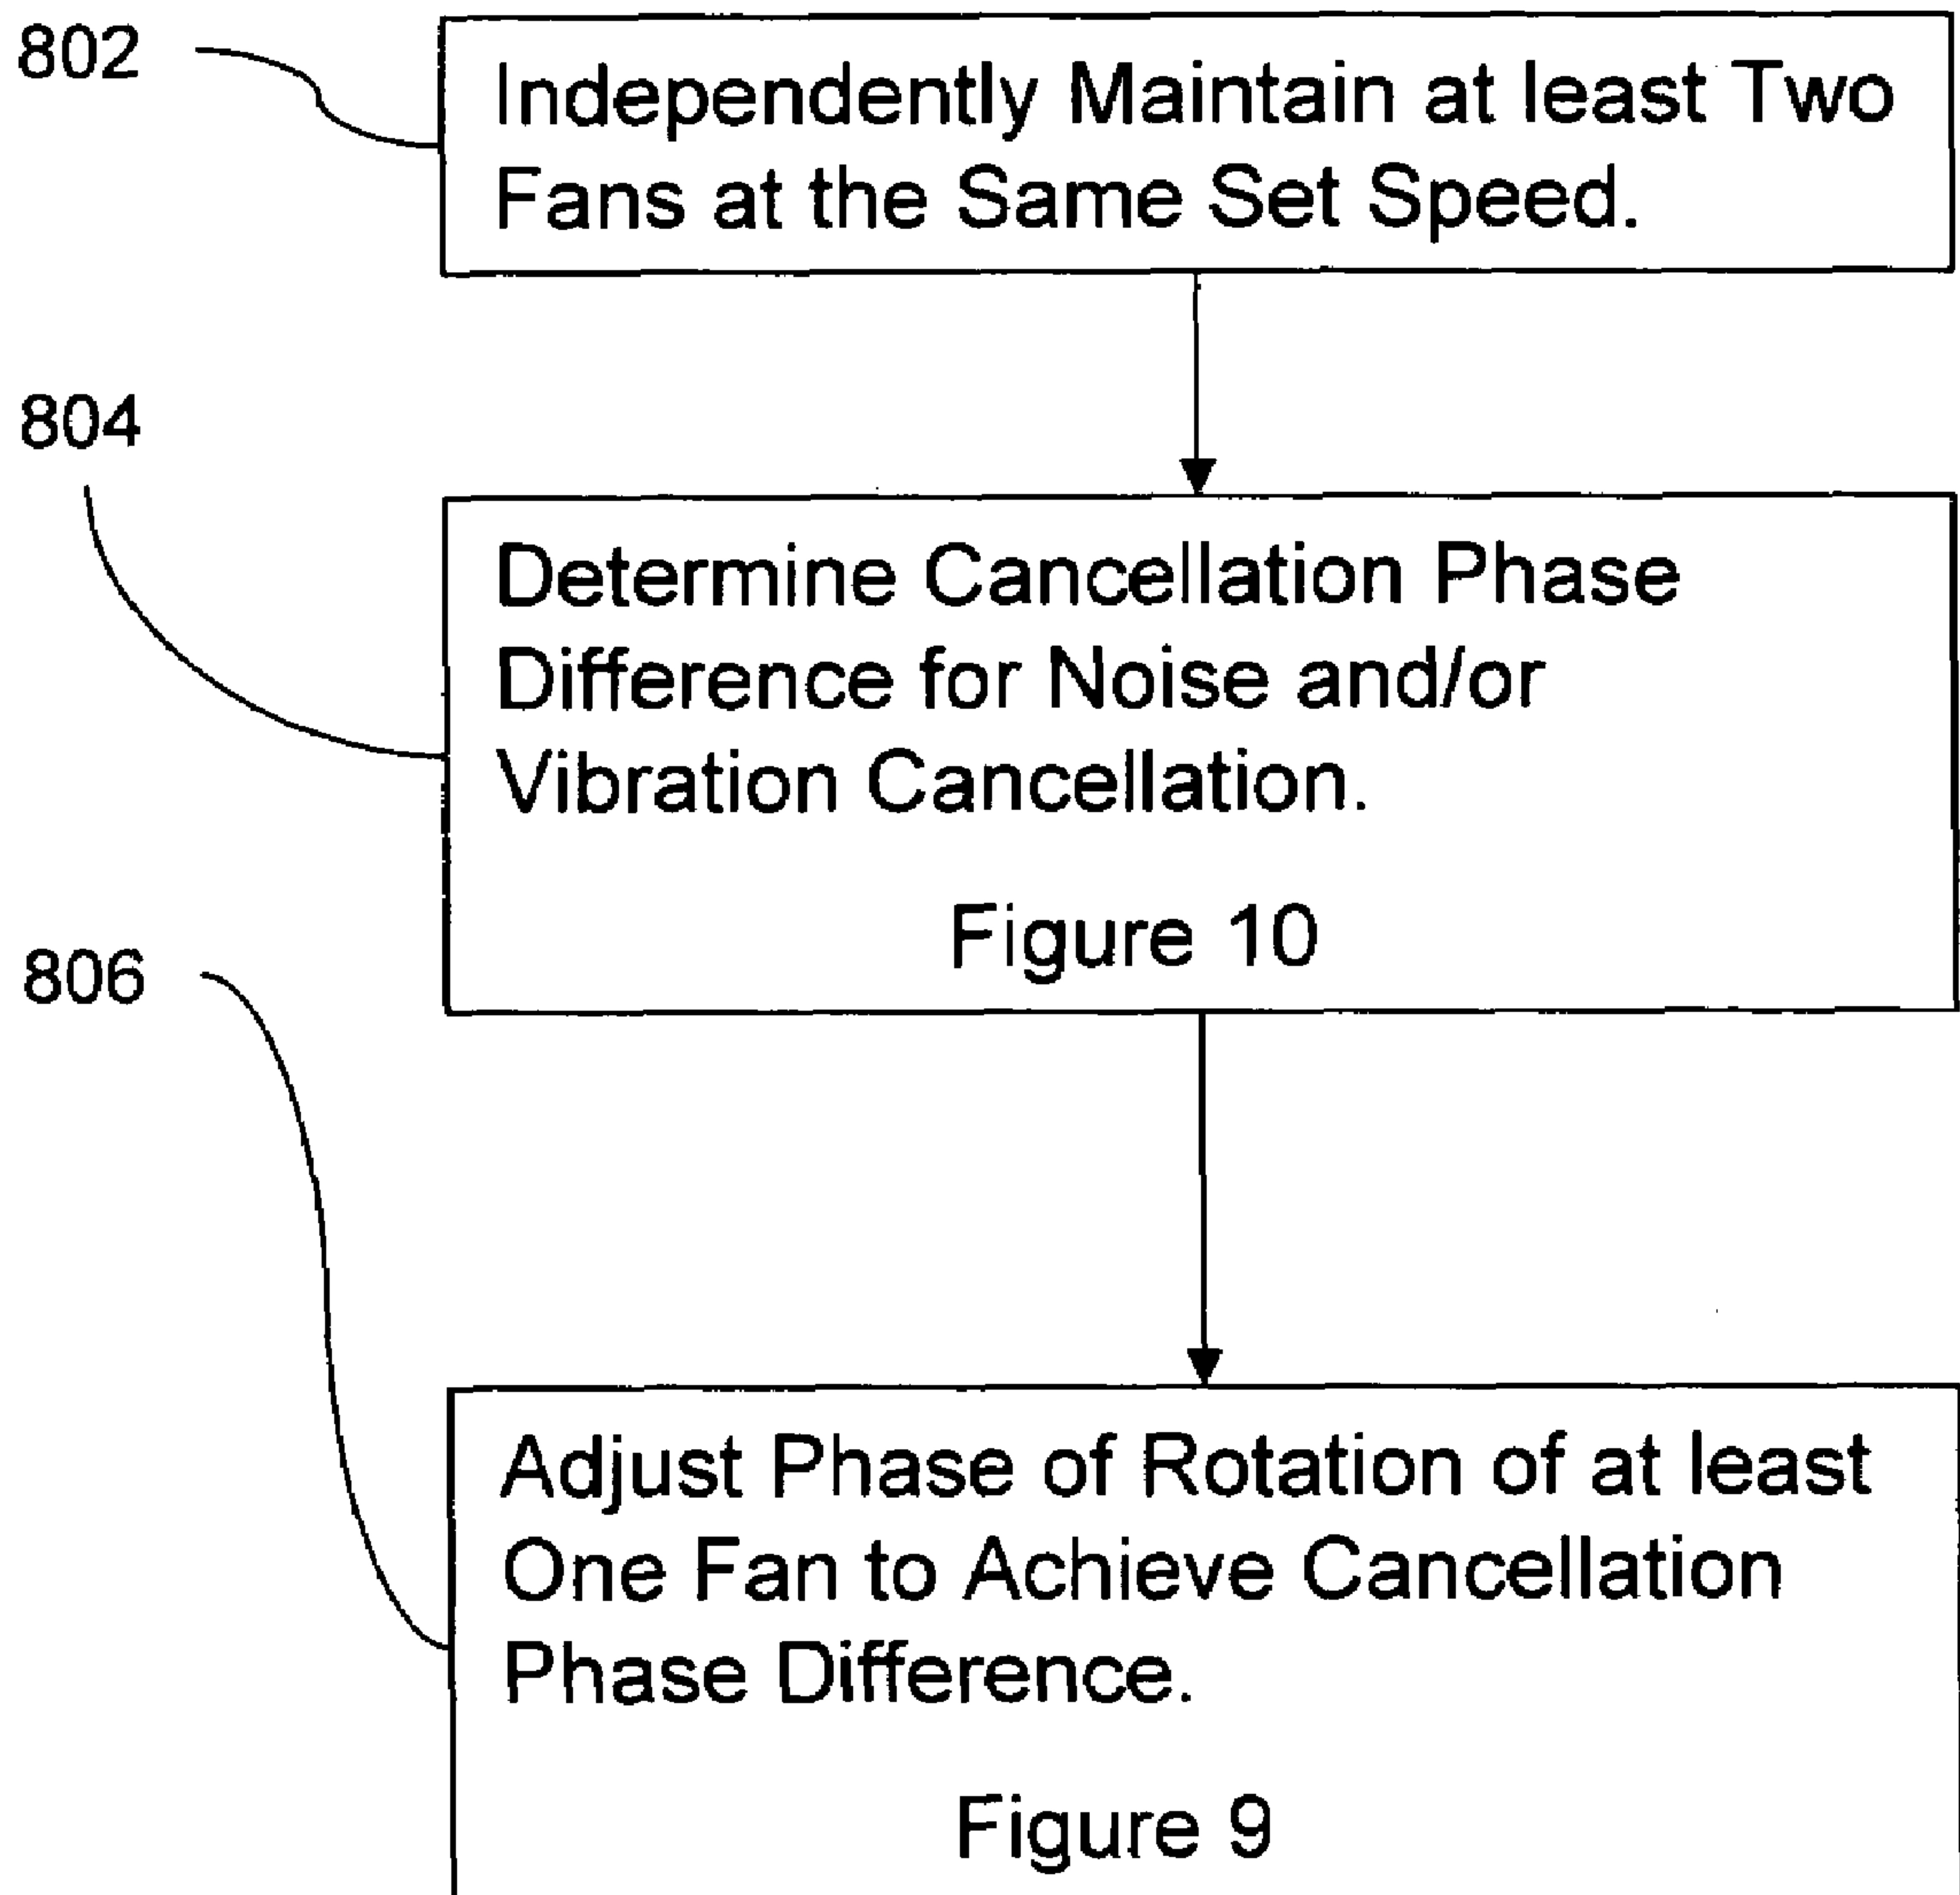 802
Independently Maintain at least Two
Fans at the Same Set Speed.
804
Determine Cancellation Phase
Difference for Noise and/or
Vibration Cancellation.
Figure 10
806
Adjust Phase of Rotation of at least
One Fan to Achieve Cancellation
Phase Difference.
Figure 9